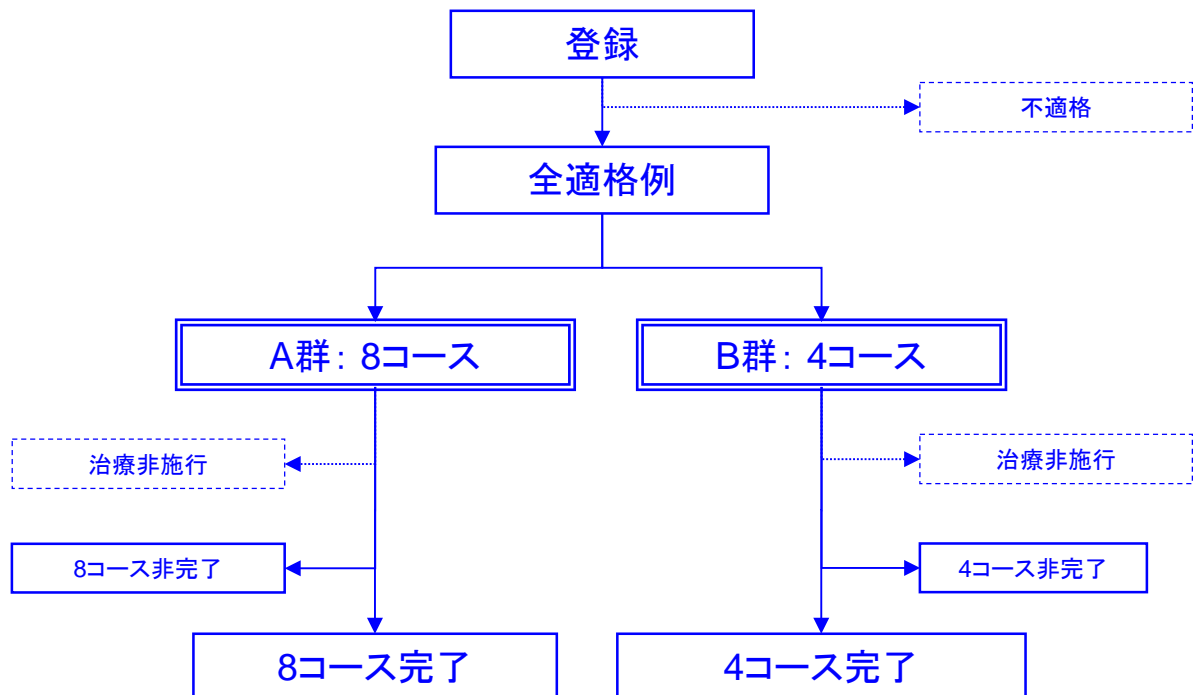 登録
不適格
全適格例
A群： 8コース
B群： 4コース
治療非施行
治療非施行
8コース非完了
4コース非完了
8コース完了
4コース完了